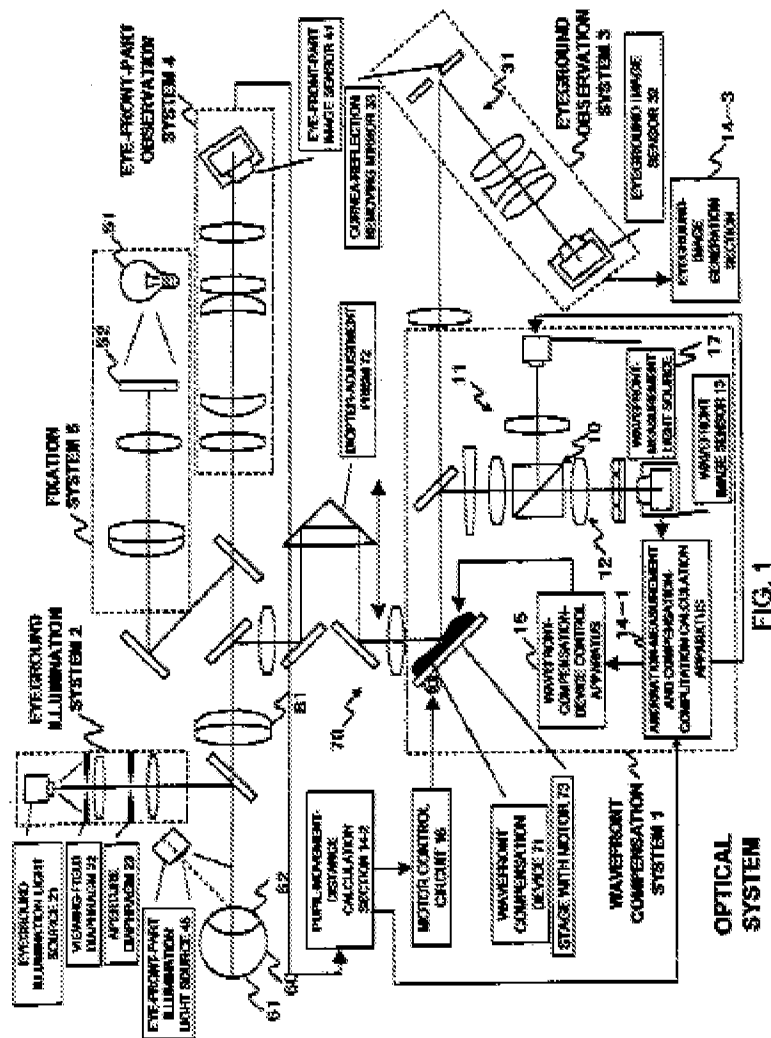 EYE-FRONT-PART
OBSERVATION
SYSTEM 4
EYE-FRONT-PART
IMAGE SENSOR 41
CORNEA-REFLECTION
REMOVING MIRROR 33
EYEGROUND
OBSERVATION
SYSTEM 3
31
EYEGROUND IMAGE
SENSOR 32
14-3
EYEGROUND-
IMAGE
GENERATION
SECTION
FIXATION
SYSTEM 5
DIOPTER-ADJUSTMENT
PRISM 72
11
17
WAVEFRONT-
MEASUREMENT
LIGHT SOURCE
WAVEFRONT
IMAGE SENSOR 13
10
12
EYEGROUND
ILLUMINATION
SYSTEM 2
81
70
15
WAVEFRONT-
COMPENSATION-
DEVICE CONTROL
APPARATUS
14-1
ABERRATION-MEASUREMENT
AND COMPENSATION-
COMPUTATION CALCULATION
APPARATUS
FIG. 1
EYEGROUND
ILLUMINATION LIGHT
SOURCE 21
VIEWING-FIELD
DIAPHRAGM 22
APERTURE
DIAPHRAGM 23
EYE-FRONT-PART
ILLUMINATION
LIGHT SOURCE 45
62
60
61
PUPIL-MOVEMENT-
DISTANCE
CALCULATION
SECTION 14-2
MOTOR CONTROL
CIRCUIT 16
WAVEFRONT
COMPENSATION
DEVICE 71
STAGE WITH MOTOR 73
WAVEFRONT
COMPENSATION
SYSTEM 1
OPTICAL
SYSTEM